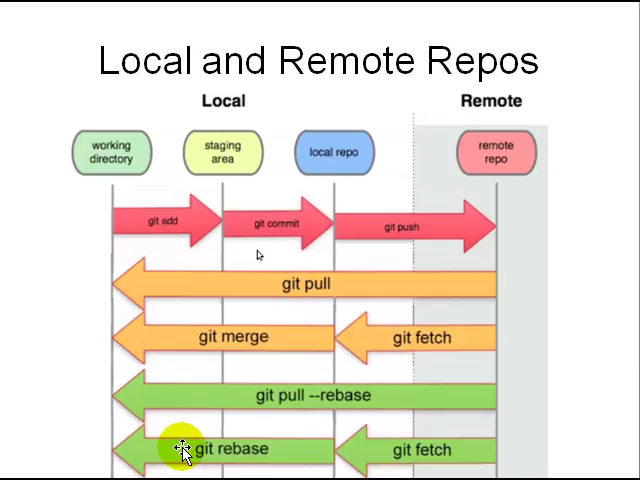 Local and Remote Repos
Local
Remote
working
directory
staging
area
local repo
remote
repo
git add
git commit
git push
git pull
git merge
git fetch
git pull --rebase
git rebase
git fetch